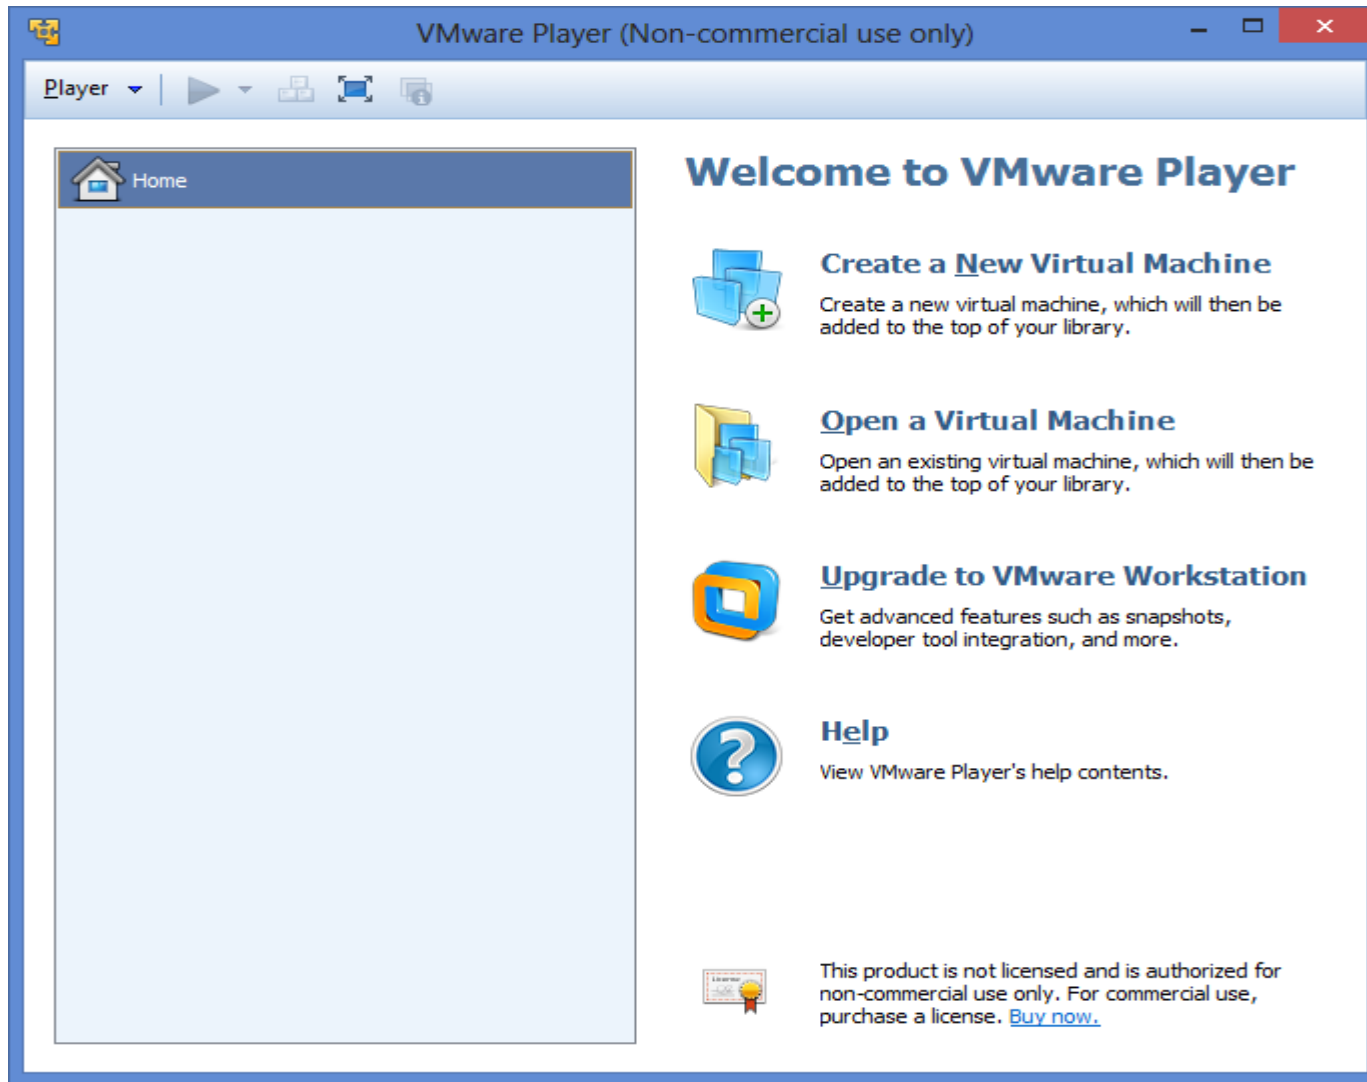 VMware Player (Non-commercial use only)
Player
Home
Welcome to VMware Player
Create a New Virtual Machine
Create a new virtual machine, which will then be
added to the top of your library.
Open a Virtual Machine
Open an existing virtual machine, which will then be
added to the top of your library.
Upgrade to VMware Workstation
Get advanced features such as snapshots,
developer tool integration, and more.
Help
View VMware Player's help contents.
This product is not licensed and is authorized for
non-commercial use only. For commercial use,
purchase a license. Buy now.